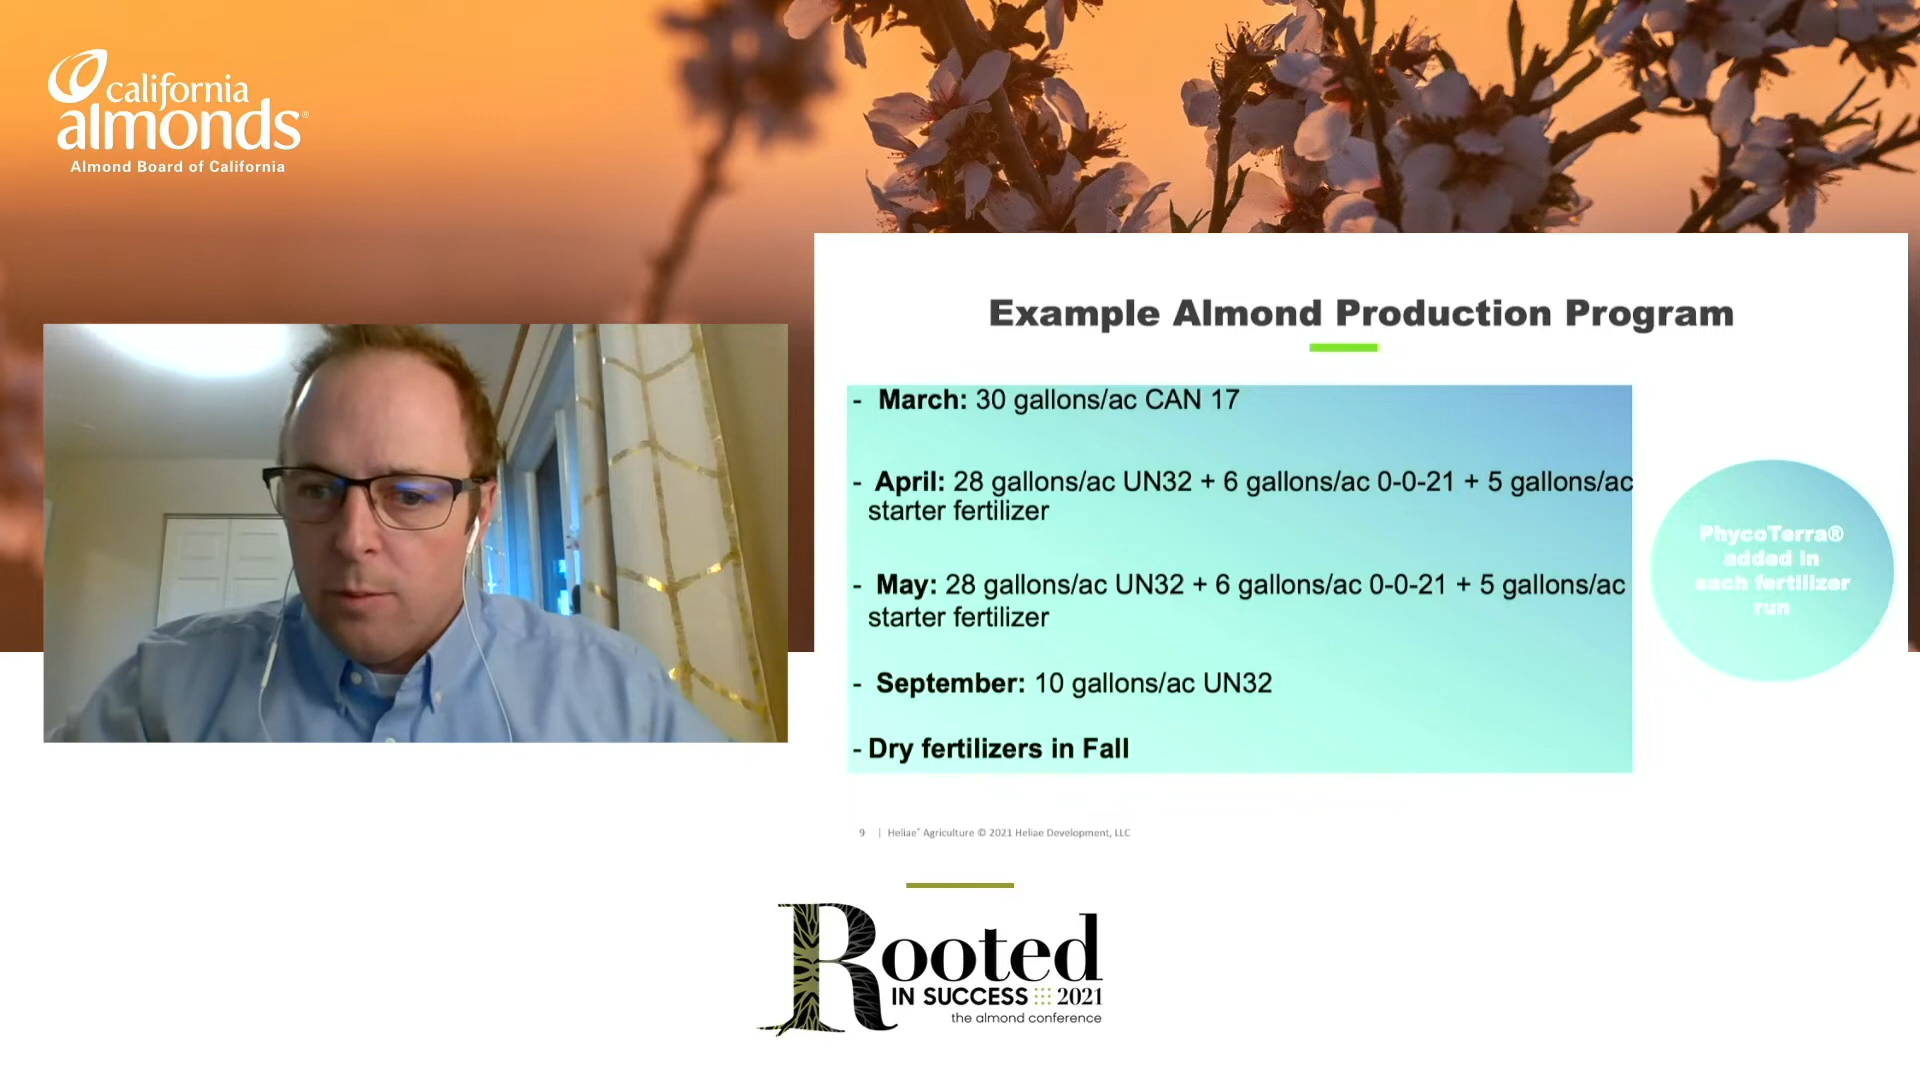 california
almonds®
Almond Board of California
Example Almond Production Program
- March: 30 gallons/ac CAN 17
- April: 28 gallons/ac UN32 + 6 gallons/ac 0-0-21 + 5 gallons/ac
starter fertilizer
- May: 28 gallons/ac UN32 + 6 gallons/ac 0-0-21 + 5 gallons/ac
starter fertilizer
- September: 10 gallons/ac UN32
- Dry fertilizers in Fall
PhycoTerra®
added in
each fertilizer
run
9 | Heliae® Agriculture © 2021 Heliae Development, LLC
Rooted
IN SUCCESS 2021
the almond conference